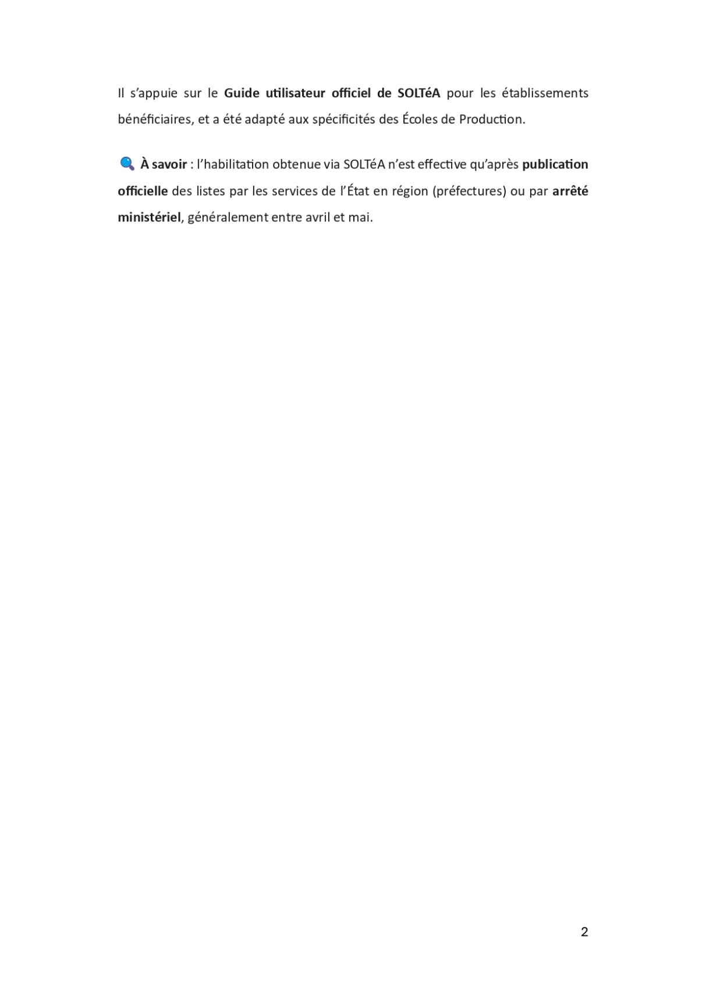 Il s’appuie sur le Guide utilisateur officiel de SOLTéA pour les établissements
bénéficiaires, et a été adapté aux spécificités des Écoles de Production.
À savoir : l’habilitation obtenue via SOLTéA n’est effective qu’après publication
officielle des listes par les services de l’État en région (préfectures) ou par arrêté
ministériel, généralement entre avril et mai.
2